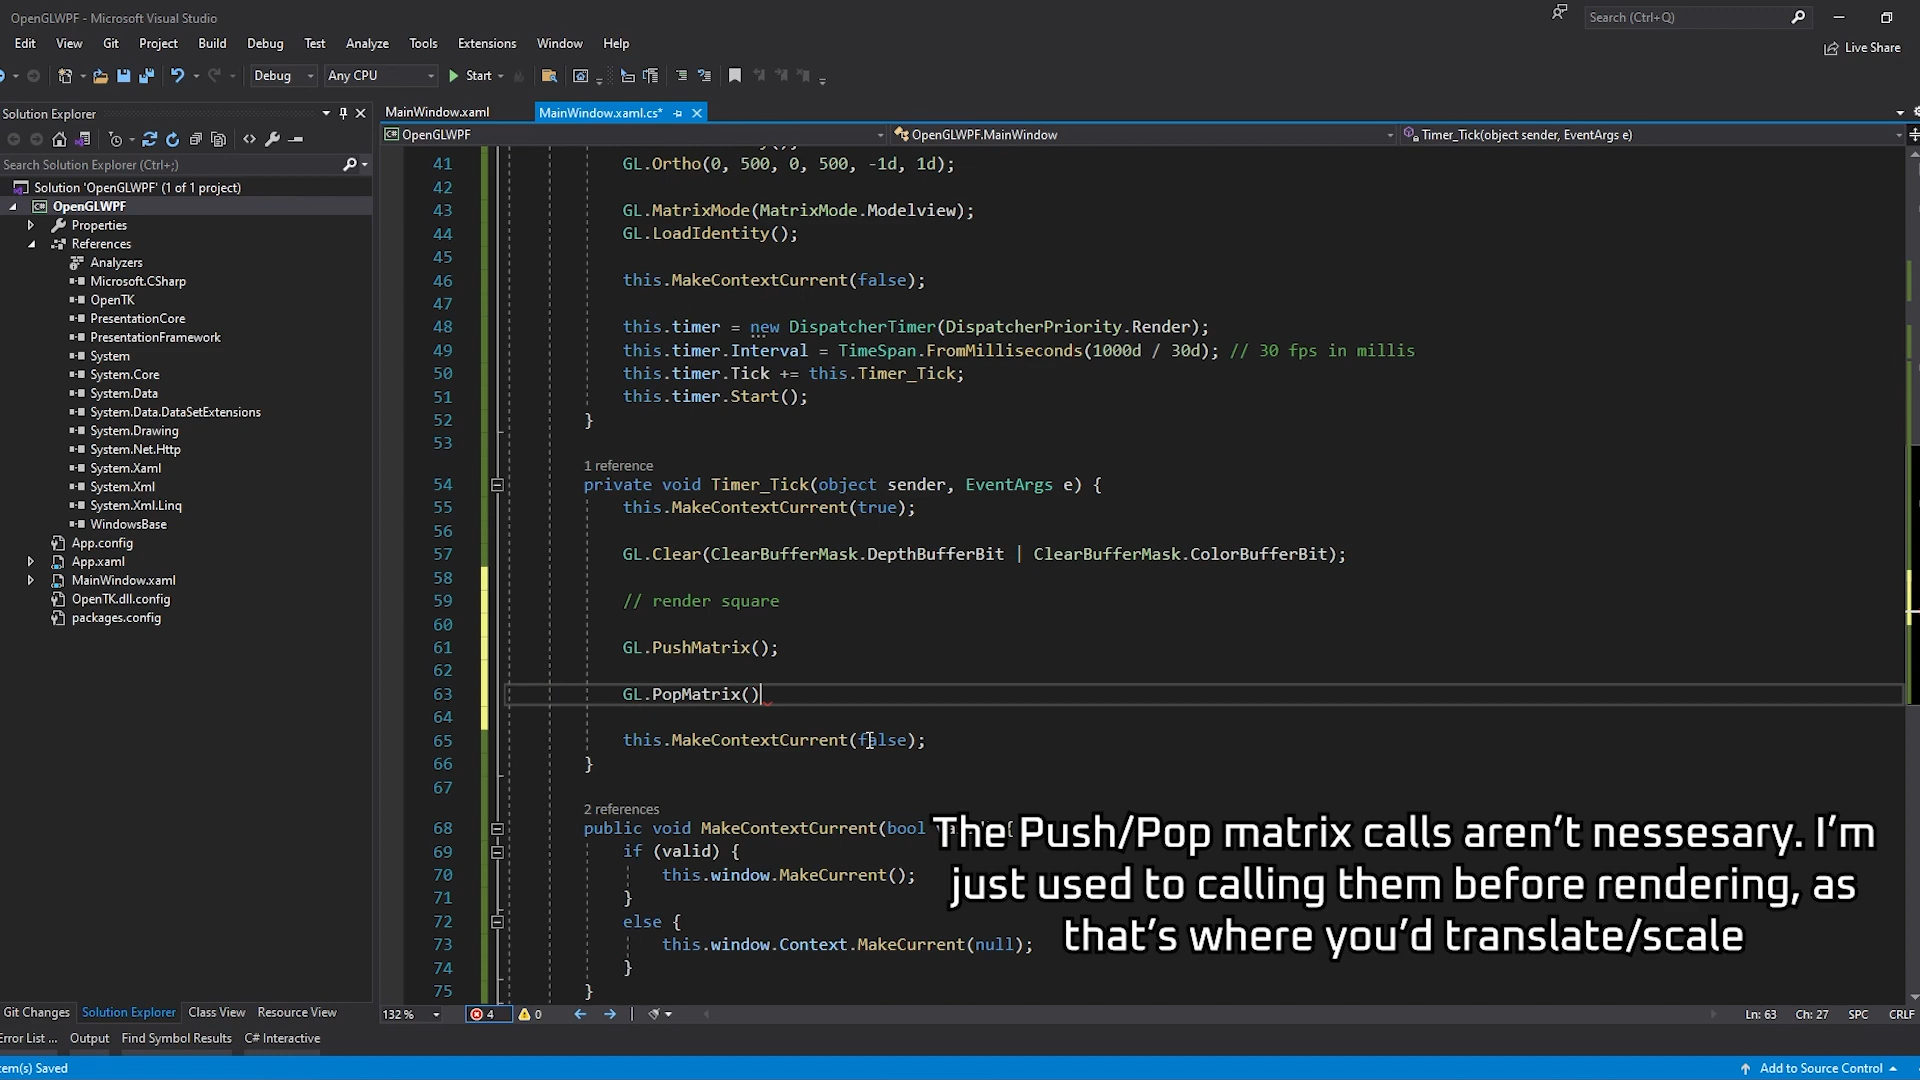 OpenGLWPF - Microsoft Visual Studio
Search (Ctrl+Q)
Edit View Git Project Build Debug Test Analyze Tools Extensions Window Help
Live Share
Debug Any CPU Start
Solution Explorer
MainWindow.xaml MainWindow.xaml.cs*
OpenGLWPF OpenGLWPF.MainWindow Timer_Tick(object sender, EventArgs e)
Search Solution Explorer (Ctrl+;)
Solution 'OpenGLWPF' (1 of 1 project)
OpenGLWPF
Properties
References
Analyzers
Microsoft.CSharp
OpenTK
PresentationCore
PresentationFramework
System
System.Core
System.Data
System.Data.DataSetExtensions
System.Drawing
System.Net.Http
System.Xaml
System.Xml
System.Xml.Linq
WindowsBase
App.config
App.xaml
MainWindow.xaml
OpenTK.dll.config
packages.config
41 GL.Ortho(0, 500, 0, 500, -1d, 1d);
42
43 GL.MatrixMode(MatrixMode.Modelview);
44 GL.LoadIdentity();
45
46 this.MakeContextCurrent(false);
47
48 this.timer = new DispatcherTimer(DispatcherPriority.Render);
49 this.timer.Interval = TimeSpan.FromMilliseconds(1000d / 30d); // 30 fps in millis
50 this.timer.Tick += this.Timer_Tick;
51 this.timer.Start();
52 }
53
1 reference
54 private void Timer_Tick(object sender, EventArgs e) {
55 this.MakeContextCurrent(true);
56
57 GL.Clear(ClearBufferMask.DepthBufferBit | ClearBufferMask.ColorBufferBit);
58
59 // render square
60
61 GL.PushMatrix();
62
63 GL.PopMatrix()
64
65 this.MakeContextCurrent(false);
66 }
67
2 references
68 public void MakeContextCurrent(bool {
69 if (valid) {
70 this.window.MakeCurrent();
71 }
72 else {
73 this.window.Context.MakeCurrent(null);
74 }
75 }
The Push/Pop matrix calls aren't nessesary. I'm
just used to calling them before rendering, as
that's where you'd translate/scale
Git Changes Solution Explorer Class View Resource View
132 % 4 0 Ln: 63 Ch: 27 SPC CRLF
Error List ... Output Find Symbol Results C# Interactive
tem(s) Saved
Add to Source Control